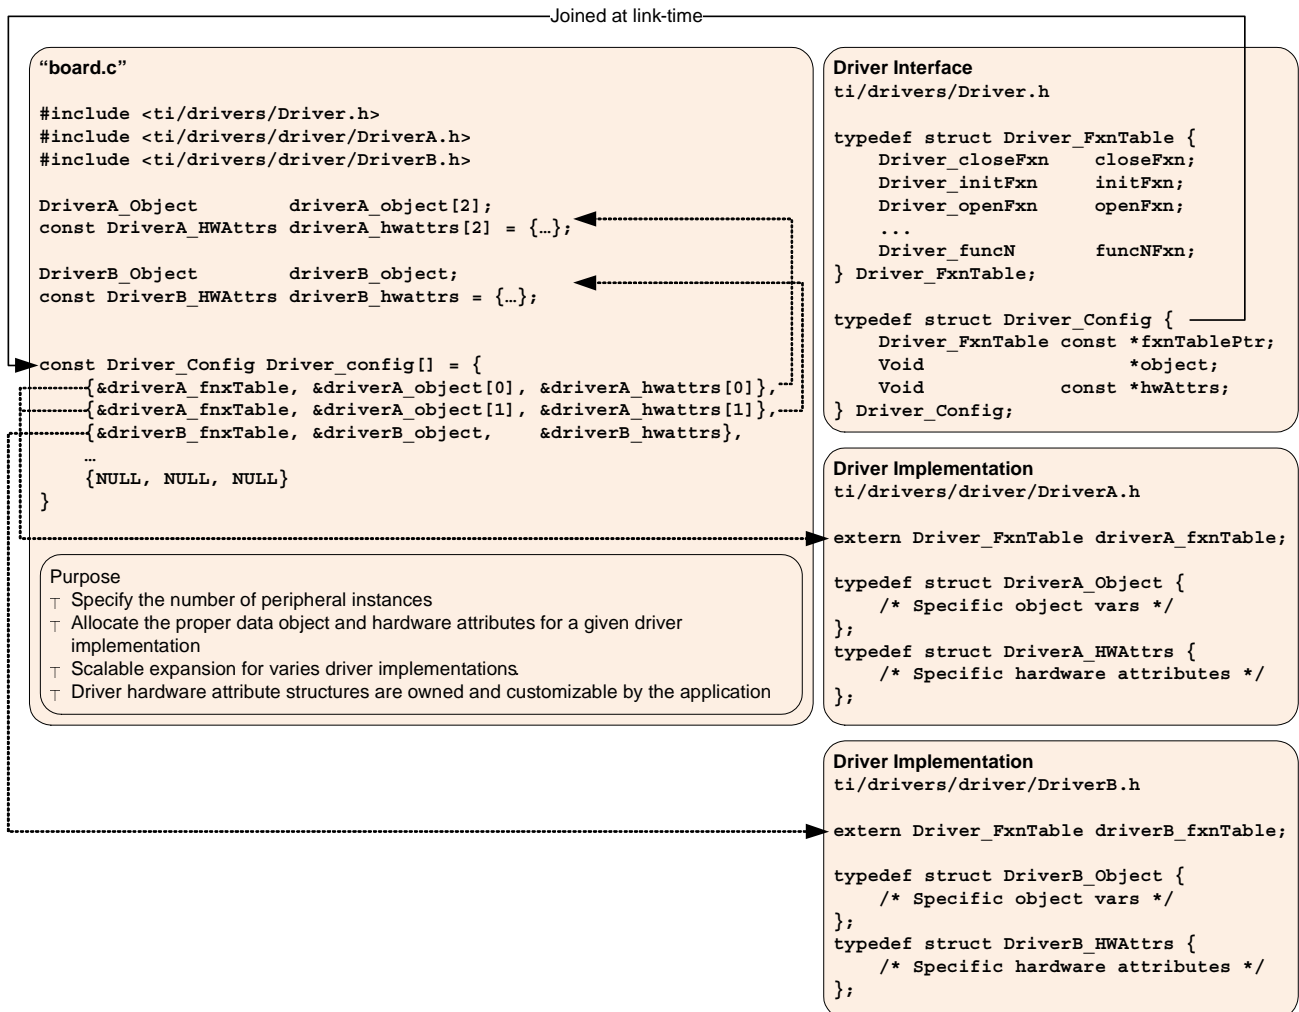 Joined at link-time
“board.c”
#include <ti/drivers/Driver.h>
#include <ti/drivers/driver/DriverA.h>
#include <ti/drivers/driver/DriverB.h>
DriverA_Object        driverA_object[2];
const DriverA_HWAttrs driverA_hwattrs[2] = {…};
DriverB_Object        driverB_object;
const DriverB_HWAttrs driverB_hwattrs = {…};
const Driver_Config Driver_config[] = {
{&driverA_fnxTable, &driverA_object[0], &driverA_hwattrs[0]},
{&driverA_fnxTable, &driverA_object[1], &driverA_hwattrs[1]},
{&driverB_fnxTable, &driverB_object,    &driverB_hwattrs},
…
{NULL, NULL, NULL}
}
Purpose
Specify the number of peripheral instances
Allocate the proper data object and hardware attributes for a given driver
implementation
Scalable expansion for varies driver implementations.
Driver hardware attribute structures are owned and customizable by the application
Driver Interface
ti/drivers/Driver.h
typedef struct Driver_FxnTable {
Driver_closeFxn    closeFxn;
Driver_initFxn     initFxn;
Driver_openFxn     openFxn;
...
Driver_funcN       funcNFxn;
} Driver_FxnTable;
typedef struct Driver_Config {
Driver_FxnTable const *fxnTablePtr;
Void                  *object;
Void            const *hwAttrs;
} Driver_Config;
Driver Implementation
ti/drivers/driver/DriverA.h
extern Driver_FxnTable driverA_fxnTable;
typedef struct DriverA_Object {
/* Specific object vars */
};
typedef struct DriverA_HWAttrs {
/* Specific hardware attributes */
};
Driver Implementation
ti/drivers/driver/DriverB.h
extern Driver_FxnTable driverB_fxnTable;
typedef struct DriverB_Object {
/* Specific object vars */
};
typedef struct DriverB_HWAttrs {
/* Specific hardware attributes */
};